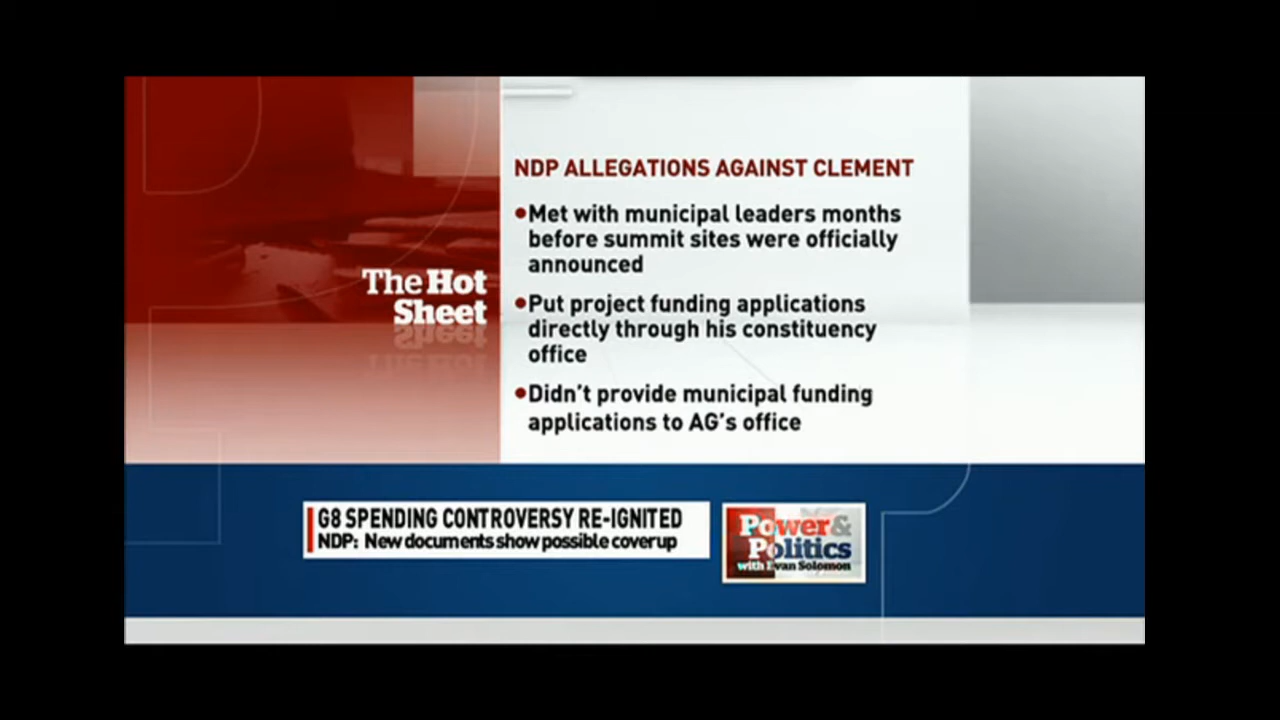 NDP ALLEGATIONS AGAINST CLEMENT
•Met with municipal leaders months
before summit sites were officially
announced
The Hot
Sheet
•Put project funding applications
directly through his constituency
office
•Didn't provide municipal funding
applications to AG's office
G8 SPENDING CONTROVERSY RE-IGNITED
NDP: New documents show possible coverup
Power&
Politics
with Evan Solomon